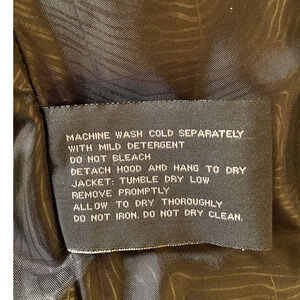 MACHINE WASH COLD SEPARATELY
WITH MILD DETERGENT
DO NOT BLEACH
DETACH HOOD AND HANG TO DRY
JACKET: TUMBLE DRY LOW
REMOVE PROMPTLY
ALLOW TO DRY THOROUGHLY
DO NOT IRON. DO NOT DRY CLEAN.